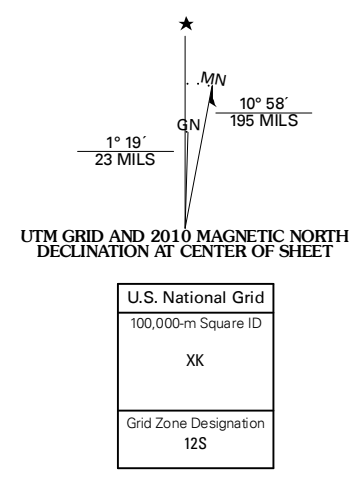 MN
10° 58´
195 MILS
GN
1° 19´
23 MILS
UTM GRID AND 2010 MAGNETIC NORTH
DECLINATION AT CENTER OF SHEET
U.S. National Grid
100,000-m Square ID
XK
Grid Zone Designation
12S